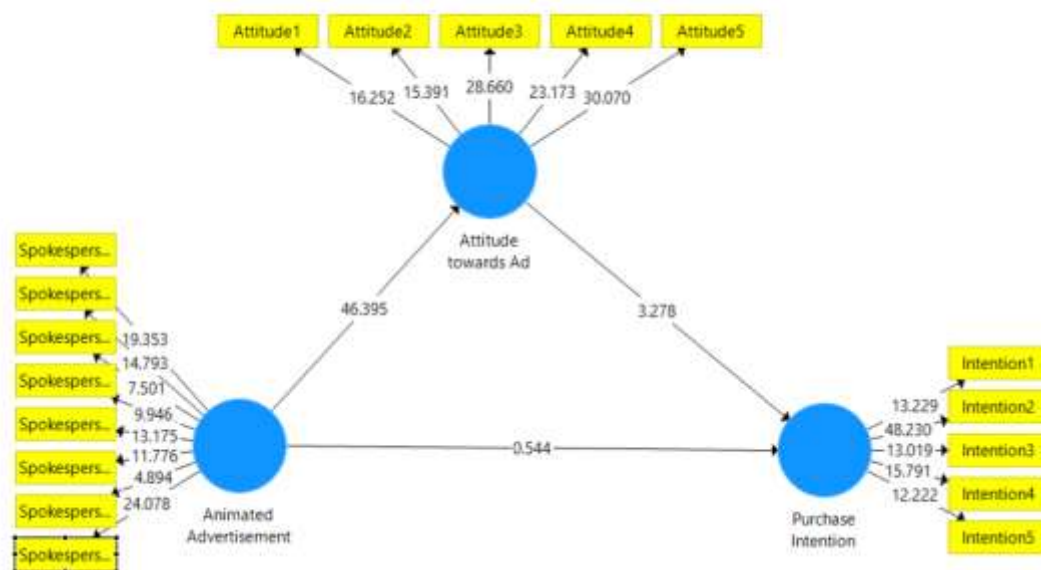 Attitude1
Attitude2
Attitude3
Attitude4
Attitude5
16.252
15.391
28.660
23.173
30.070
Attitude
towards Ad
Spokespers...
Spokespers...
Spokespers...
Spokespers...
Spokespers...
Spokespers...
Spokespers...
Spokespers...
19.353
14.793
7.501
9.946
13.175
11.776
4.894
24.078
46.395
3.278
0.544
Animated
Advertisement
Purchase
Intention
13.229
48.230
13.019
15.791
12.222
Intention1
Intention2
Intention3
Intention4
Intention5